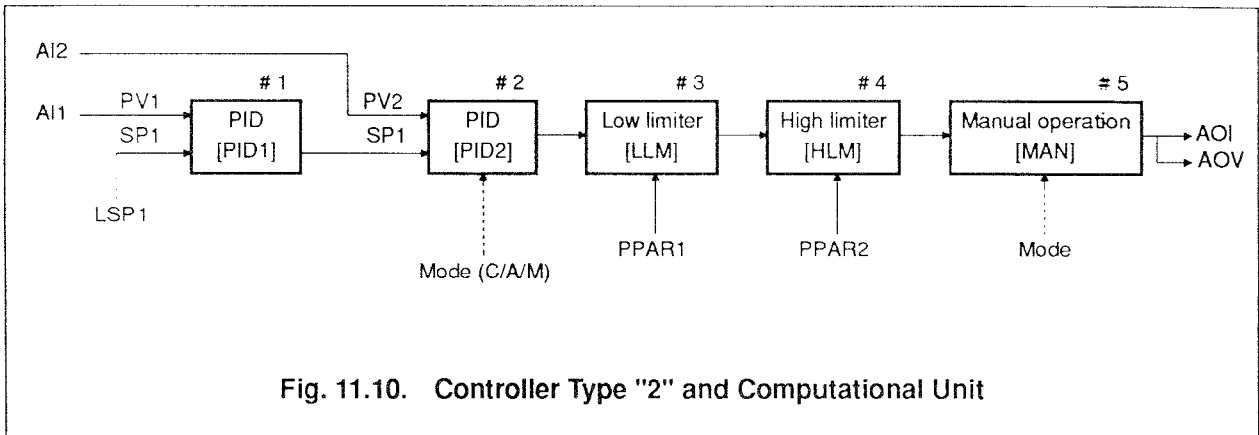 AI2
# 1 # 2 # 3 # 4 # 5
AI1 PV1 PID PV2 PID Low limiter High limiter Manual operation AOI
SP1 [PID1] SP1 [PID2] [LLM] [HLM] [MAN] AOV
LSP1
PPAR1 PPAR2 Mode
Mode (C/A/M)
Fig. 11.10. Controller Type "2" and Computational Unit